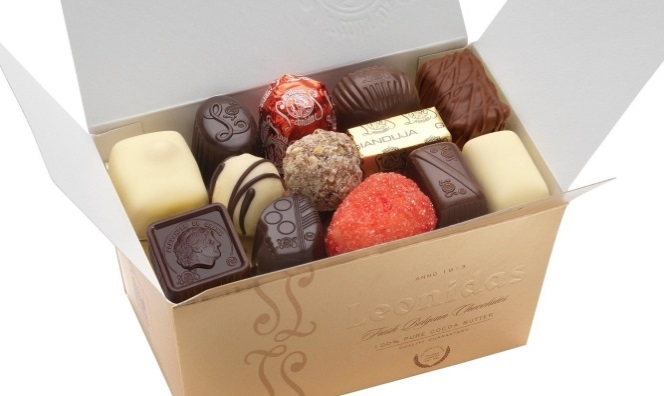 GIANDUJA G
ANNO 1913
Leonidas
Fresh Belgian Chocolates
100% PURE COCOA BUTTER